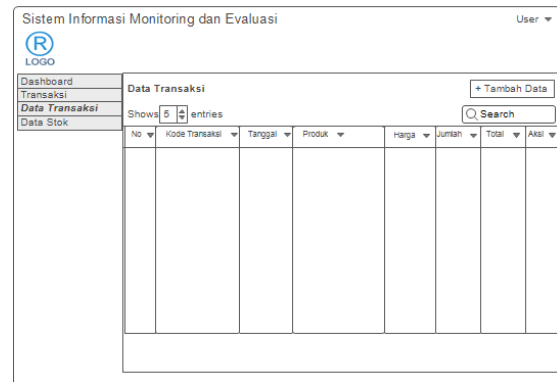 Sistem Informasi Monitoring dan Evaluasi
User
R
LOGO
Dashboard
Transaksi
Data Transaksi
Data Stok
Data Transaksi
+ Tambah Data
Shows 5 entries
Search
No Kode Transaksi Tanggal Produk Harga Jumlah Total Aksi